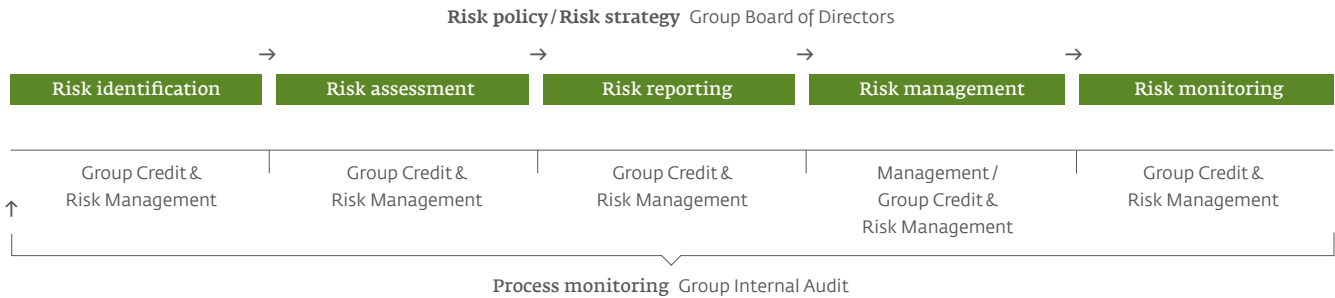 Risk policy / Risk strategy Group Board of Directors
→ → → →
Risk identification Risk assessment Risk reporting Risk management Risk monitoring
Group Credit & Group Credit & Group Credit & Management / Group Credit &
Risk Management Risk Management Risk Management Group Credit & Risk Management
Risk Management
↑
Process monitoring Group Internal Audit